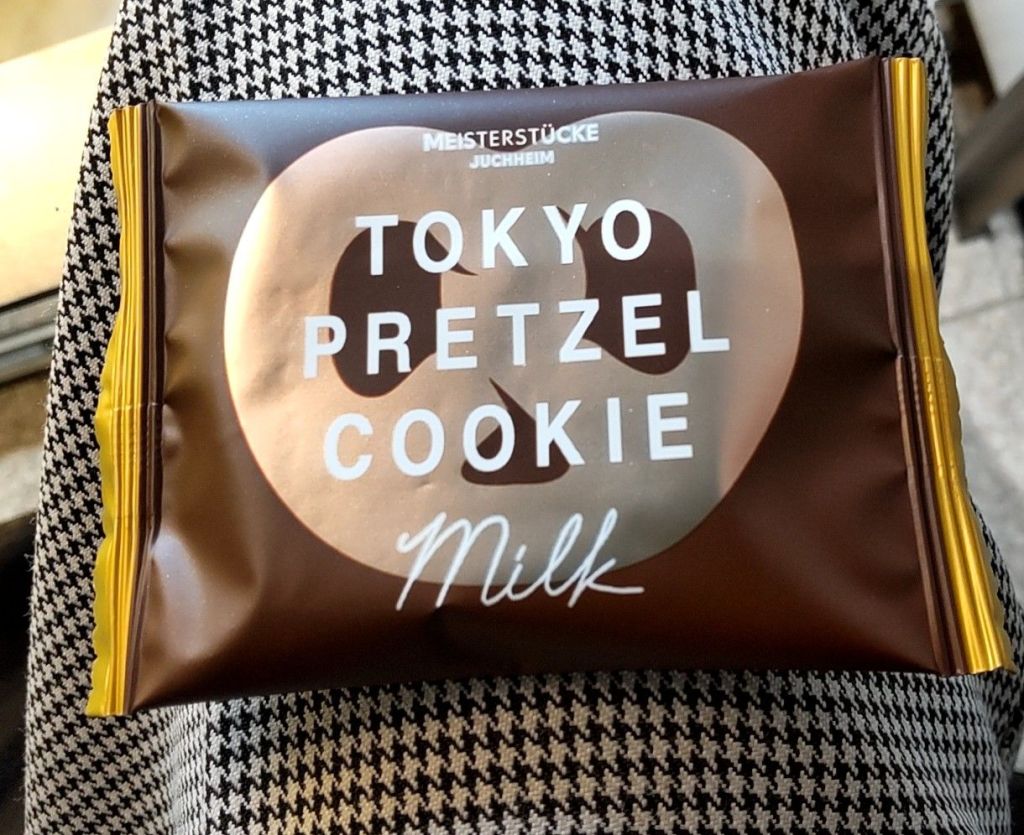 MEISTERSTÜCKE
JUCHHEIM
TOKYO
PRETZEL
COOKIE
Milk